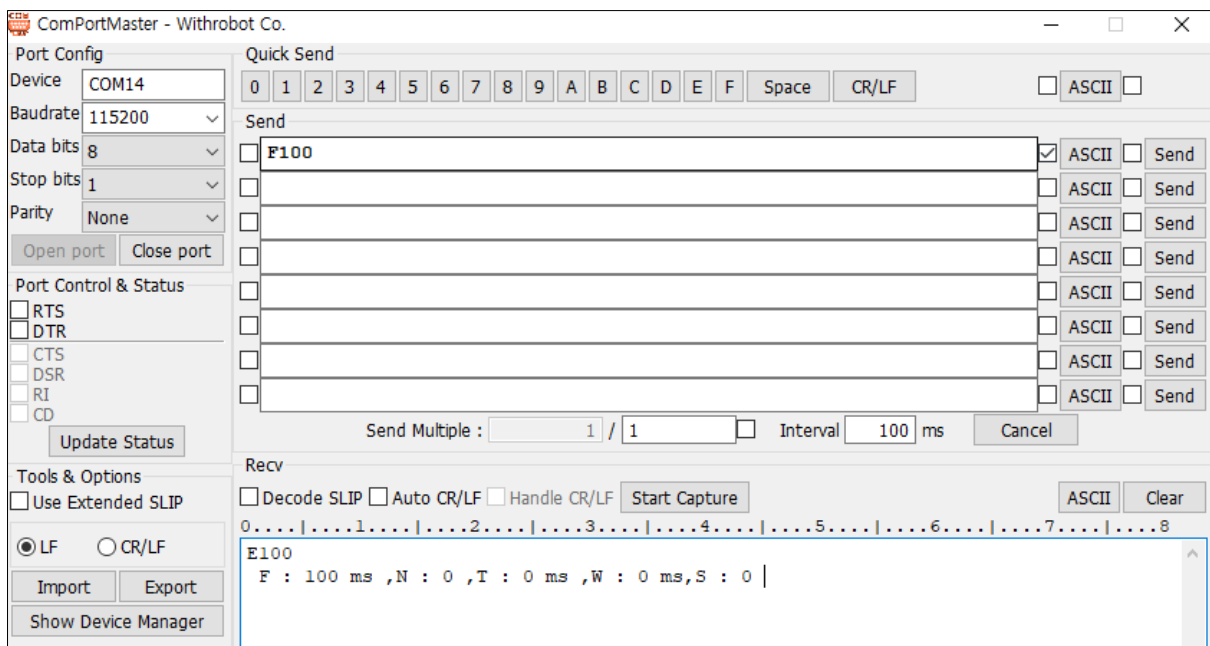 ComPortMaster - Withrobot Co.
Port Config
Device COM14
Baudrate 115200
Data bits 8
Stop bits 1
Parity None
Open port Close port
Port Control & Status
RTS
DTR
CTS
DSR
RI
CD
Update Status
Tools & Options
Use Extended SLIP
LF CR/LF
Import Export
Show Device Manager
Quick Send
0 1 2 3 4 5 6 7 8 9 A B C D E F Space CR/LF ASCII
Send
F100 ASCII Send
ASCII Send
ASCII Send
ASCII Send
ASCII Send
ASCII Send
ASCII Send
ASCII Send
Send Multiple : 1 / 1 Interval 100 ms Cancel
Recv
Decode SLIP Auto CR/LF Handle CR/LF Start Capture ASCII Clear
0....|....1....|....2....|....3....|....4....|....5....|....6....|....7....|....8
E100
F : 100 ms ,N : 0 ,T : 0 ms ,W : 0 ms,S : 0